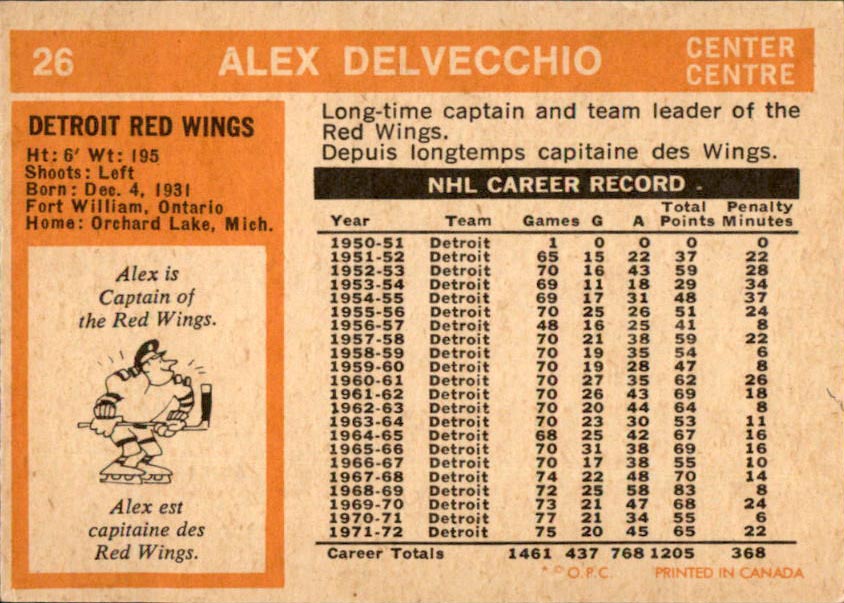 26 ALEX DELVECCHIO CENTER
CENTRE
DETROIT RED WINGS
Ht: 6' Wt: 195
Shoots: Left
Born: Dec. 4, 1931
Fort William, Ontario
Home: Orchard Lake, Mich.
Alex is
Captain of
the Red Wings.
Alex est
capitaine des
Red Wings.
Long-time captain and team leader of the
Red Wings.
Depuis longtemps capitaine des Wings.
NHL CAREER RECORD
Total Penalty
Year Team Games G A Points Minutes
1950-51 Detroit 1 0 0 0 0
1951-52 Detroit 65 15 22 37 22
1952-53 Detroit 70 16 43 59 28
1953-54 Detroit 69 11 18 29 34
1954-55 Detroit 69 17 31 48 37
1955-56 Detroit 70 25 26 51 24
1956-57 Detroit 48 16 25 41 8
1957-58 Detroit 70 21 38 59 22
1958-59 Detroit 70 19 35 54 6
1959-60 Detroit 70 19 28 47 8
1960-61 Detroit 70 27 35 62 26
1961-62 Detroit 70 26 43 69 18
1962-63 Detroit 70 20 44 64 8
1963-64 Detroit 70 23 30 53 11
1964-65 Detroit 68 25 42 67 16
1965-66 Detroit 70 31 38 69 16
1966-67 Detroit 70 17 38 55 10
1967-68 Detroit 74 22 48 70 14
1968-69 Detroit 72 25 58 83 8
1969-70 Detroit 73 21 47 68 24
1970-71 Detroit 77 21 34 55 6
1971-72 Detroit 75 20 45 65 22
Career Totals 1461 437 768 1205 368
* © O.P.C. PRINTED IN CANADA